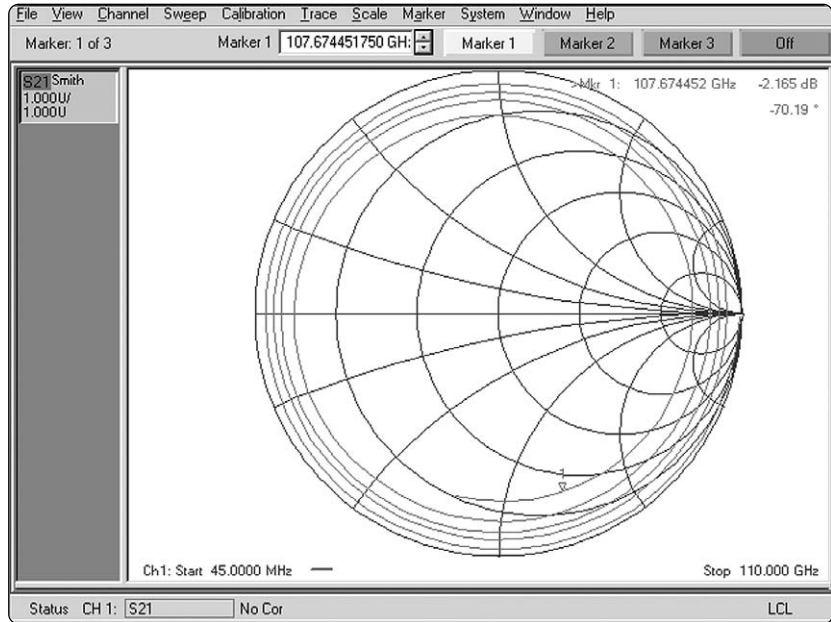 File View Channel Sweep Calibration Trace Scale Marker System Window Help
Marker: 1 of 3 Marker 1 107.674451750 GH: Marker 1 Marker 2 Marker 3 Off
S21 Smith
1.000U/
1.000U
>Mkr 1: 107.674452 GHz -2.165 dB
-70.19 °
1
Ch1: Start 45.0000 MHz Stop 110.000 GHz
Status CH 1: S21 No Cor LCL